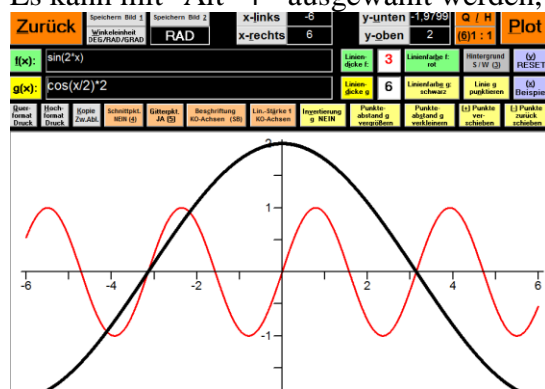 Es kann mit "Alt" "4" ausgewählt werden,
Zurück
Speichern Bild 1
Speichern Bild 2
Winkeleinheit
DEG/RAD/GRAD
RAD
x-links -6
x-rechts 6
y-unten -1,9799
y-oben 2
Q / H
(6)1 : 1
Plot
f(x): sin(2*x)
Linien-
dicke f: 3
Linienfarbe f:
rot
Hintergrund
S / W (3)
(y)
RESET
g(x): cos(x/2)*2
Linien-
dicke g 6
Linienfarbe g:
schwarz
Linie g
punktieren
(x)
Beispie
Quer-
format
Druck
Hoch-
format
Druck
Kopie
Zw.Abl.
Schnittpkt.
NEIN (4)
Gitterpkt.
JA (5)
Beschriftung
KO-Achsen (SB)
Lin.-Stärke 1
KO-Achsen
Invertierung
g NEIN
Punkte-
abstand g
vergrößern
Punkte-
abstand g
verkleinern
(+) Punkte
ver-
schieben
(-) Punkte
zurück
schieben
2
1
-6 -4 -2 2 4 6
-1